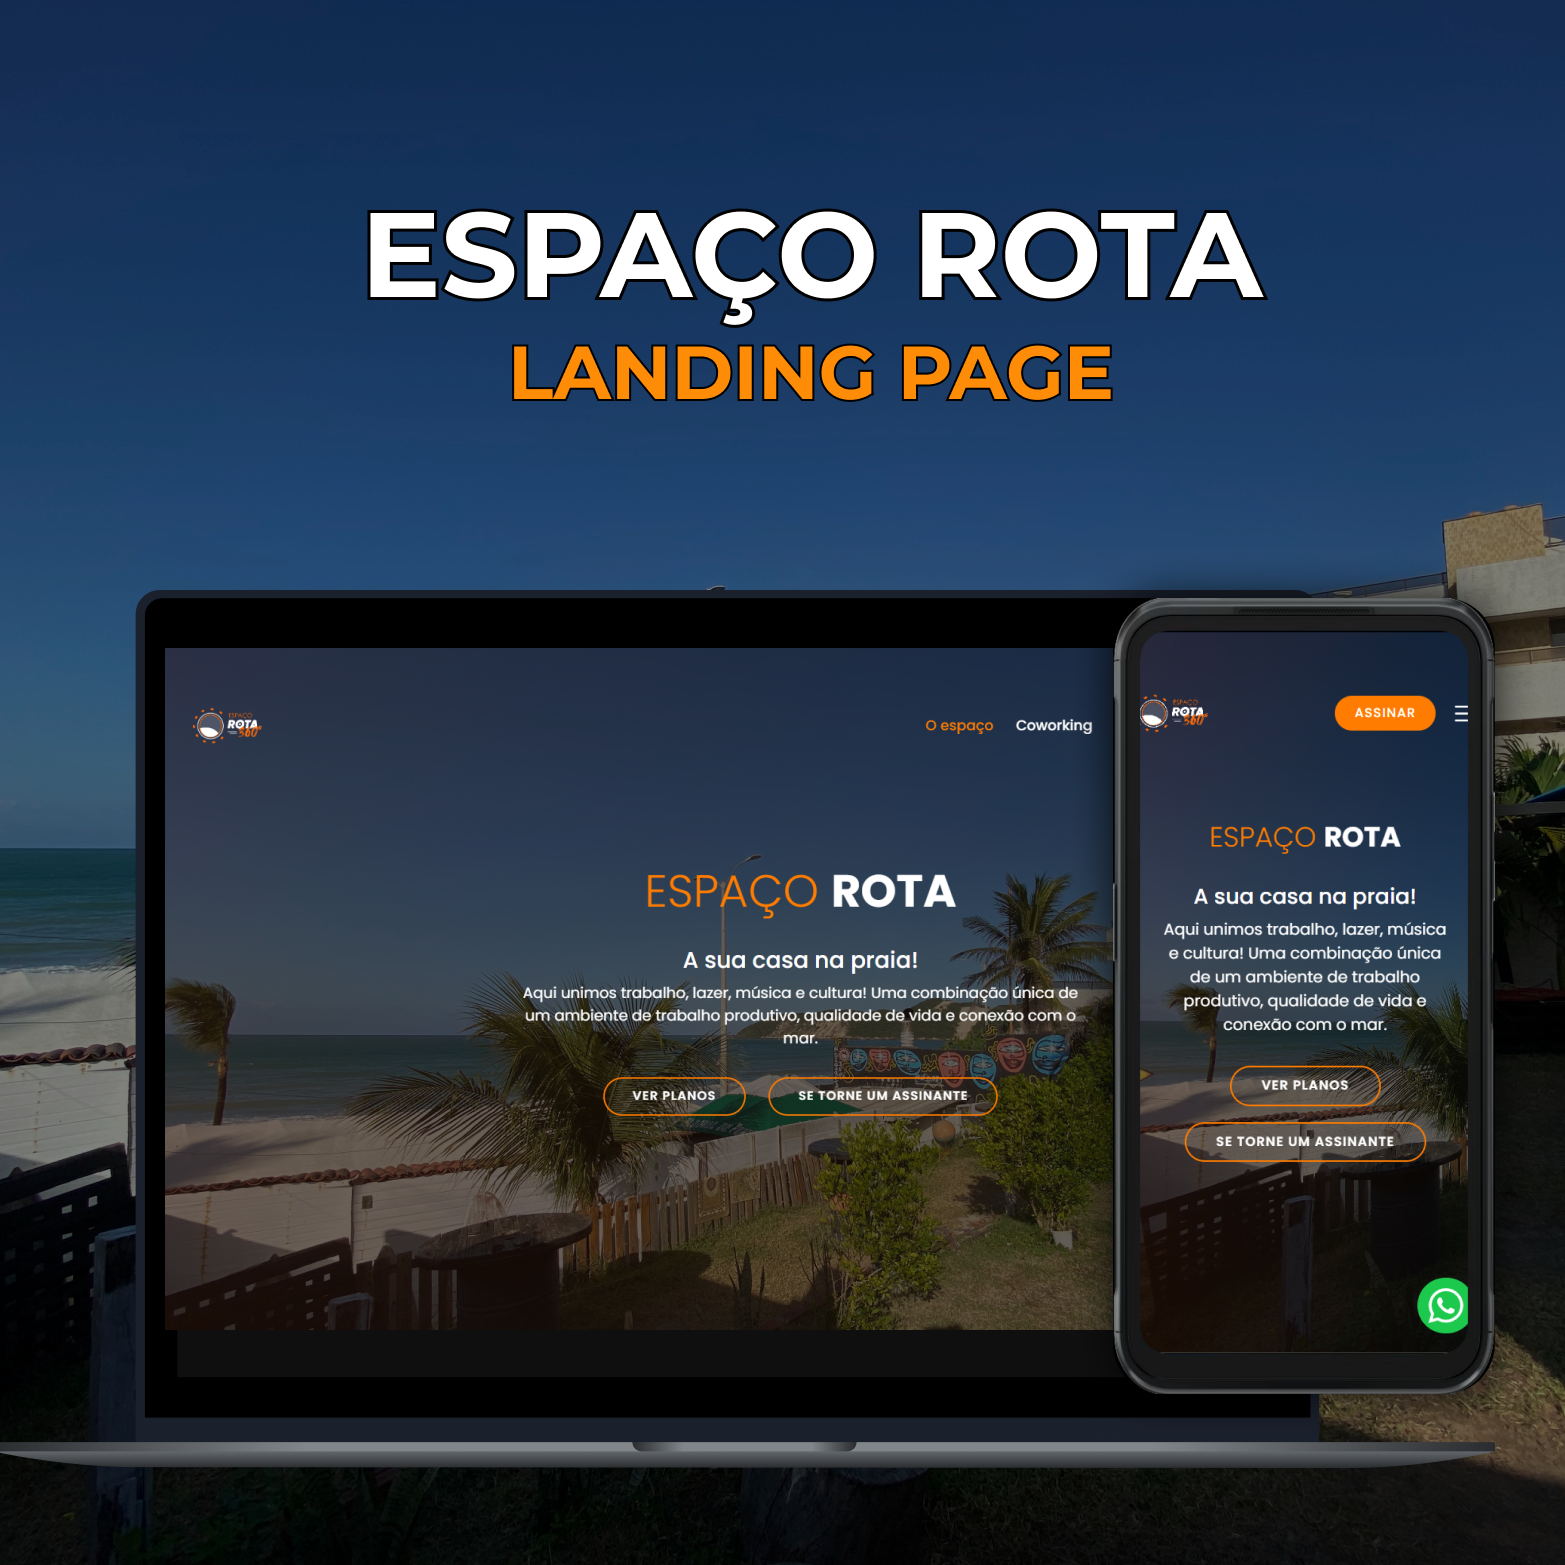 ESPAÇO ROTA
LANDING PAGE
ESPAÇO
ROTA
360°
O espaço Coworking
ESPAÇO ROTA
A sua casa na praia!
Aqui unimos trabalho, lazer, música e cultura! Uma combinação única de
um ambiente de trabalho produtivo, qualidade de vida e conexão com o
mar.
VER PLANOS SE TORNE UM ASSINANTE
ESPAÇO
ROTA
360°
ASSINAR
ESPAÇO ROTA
A sua casa na praia!
Aqui unimos trabalho, lazer, música
e cultura! Uma combinação única
de um ambiente de trabalho
produtivo, qualidade de vida e
conexão com o mar.
VER PLANOS
SE TORNE UM ASSINANTE